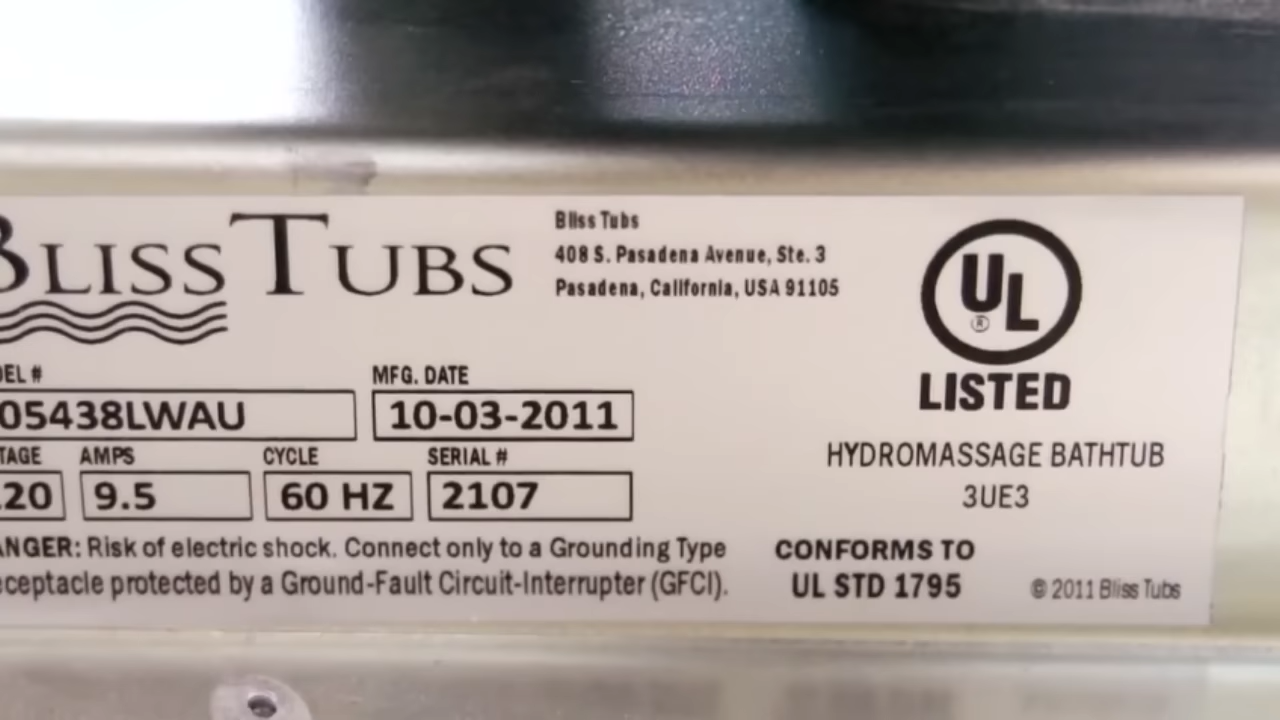 BLISS TUBS
Bliss Tubs
408 S. Pasadena Avenue, Ste. 3
Pasadena, California, USA 91105
UL
®
LISTED
HYDROMASSAGE BATHTUB
3UE3
DEL #
MFG. DATE
05438LWAU
10-03-2011
TAGE
AMPS
CYCLE
SERIAL #
20
9.5
60 HZ
2107
ANGER: Risk of electric shock. Connect only to a Grounding Type
eceptacle protected by a Ground-Fault Circuit-Interrupter (GFCI).
CONFORMS TO
UL STD 1795
© 2011 Bliss Tubs